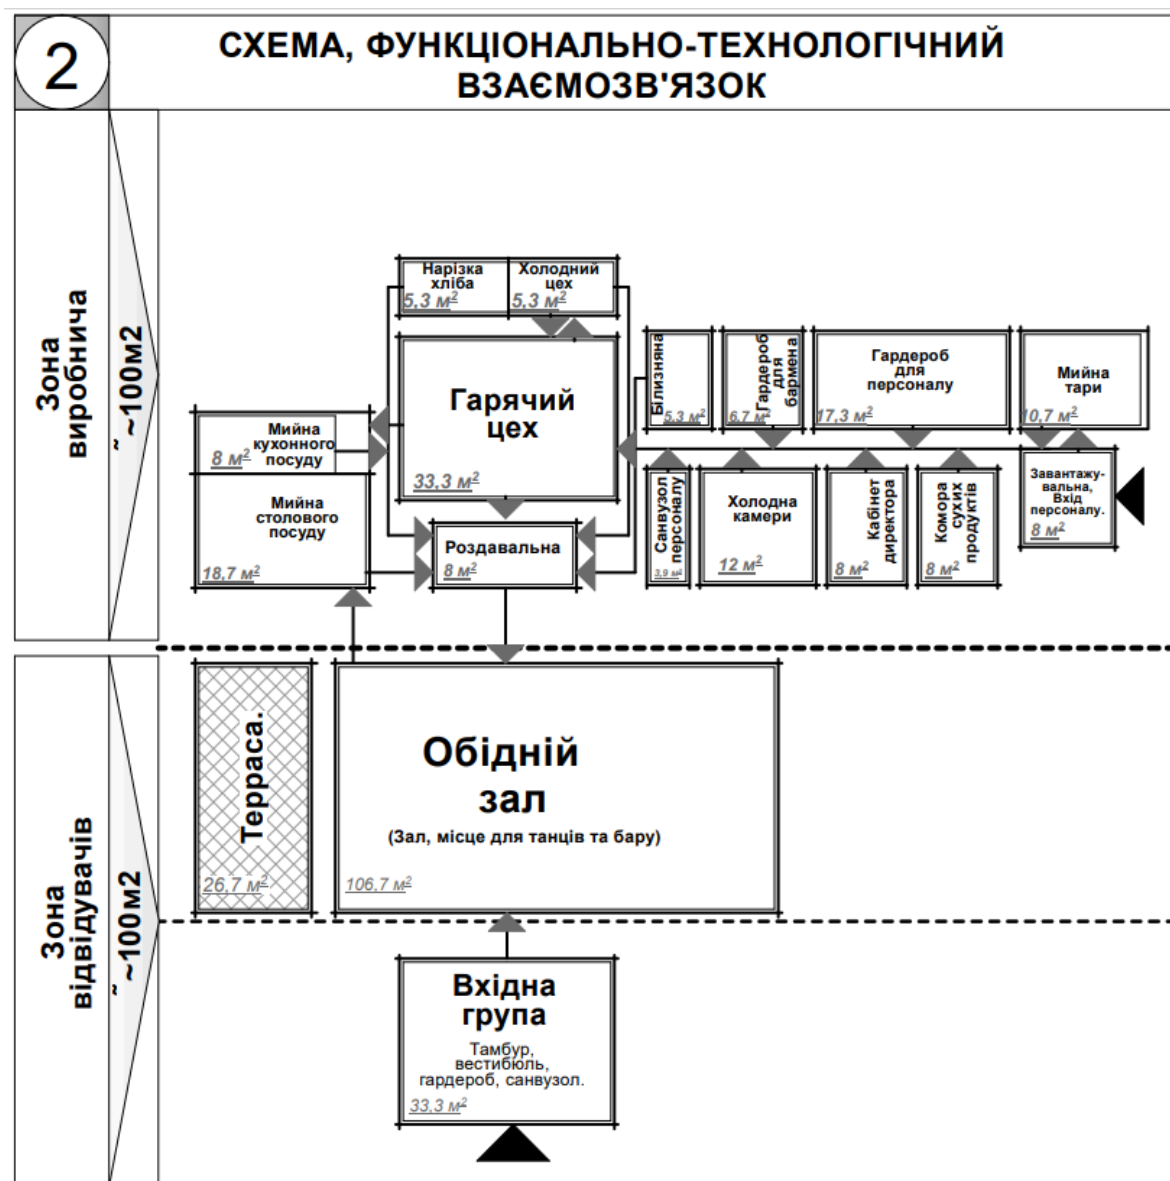 2
СХЕМА, ФУНКЦІОНАЛЬНО-ТЕХНОЛОГІЧНИЙ
ВЗАЄМОЗВ'ЯЗОК
Зона
виробнича
~ ~100м2
Нарізка
хліба
5,3 м2
Холодний
цех
5,3 м2
Гарячий
цех
33,3 м2
Мийна
кухонного
посуду
8 м2
Мийна
столового
посуду
18,7 м2
Роздавальна
8 м2
Білизняна
5,3 м2
Гардероб
для
бармена
6,7 м2
Гардероб
для
персоналу
17,3 м2
Мийна
тари
10,7 м2
Санвузол
персоналу
3,9 м2
Холодна
камери
12 м2
Кабінет
директора
8 м2
Комора
сухих
продуктів
8 м2
Завантажу-
вальна,
Вхід
персоналу.
8 м2
Зона
відвідувачів
~ ~100м2
Терраса.
26,7 м2
Обідній
зал
(Зал, місце для танців та бару)
106,7 м2
Вхідна
група
Тамбур,
вестибюль,
гардероб, санвузол.
33,3 м2